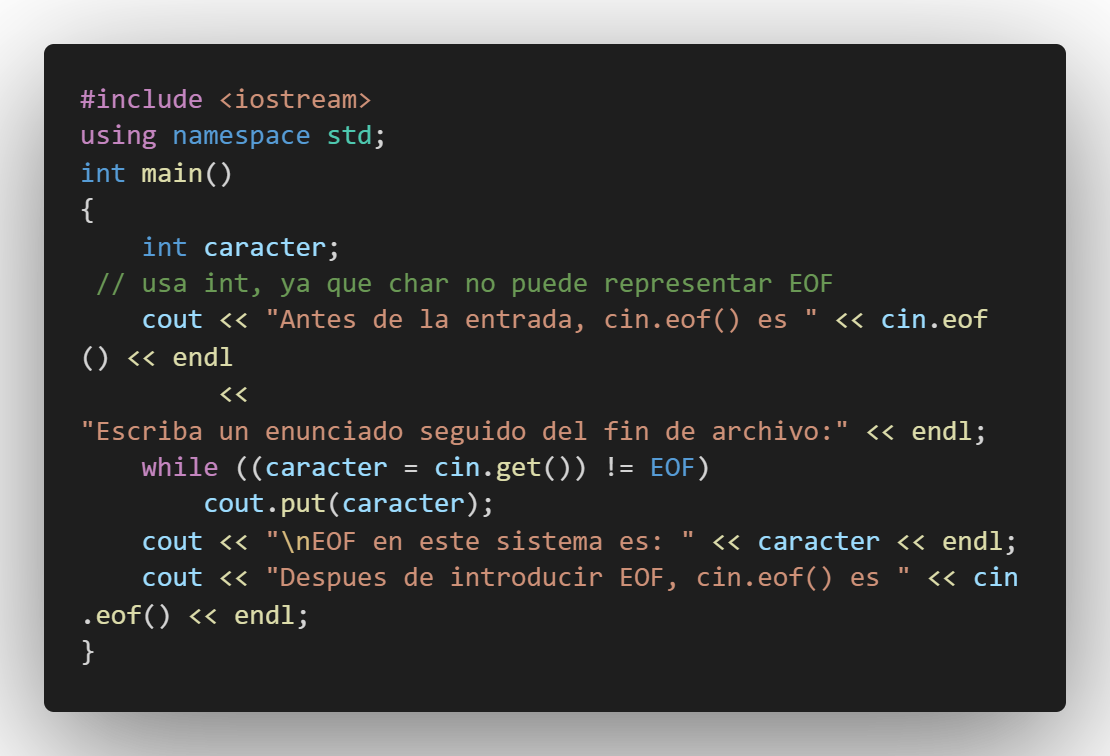 #include <iostream>
using namespace std;
int main()
{
    int caracter;
 // usa int, ya que char no puede representar EOF
    cout << "Antes de la entrada, cin.eof() es " << cin.eof
() << endl
         <<
"Escriba un enunciado seguido del fin de archivo:" << endl;
    while ((caracter = cin.get()) != EOF)
        cout.put(caracter);
    cout << "\nEOF en este sistema es: " << caracter << endl;
    cout << "Despues de introducir EOF, cin.eof() es " << cin
.eof() << endl;
}